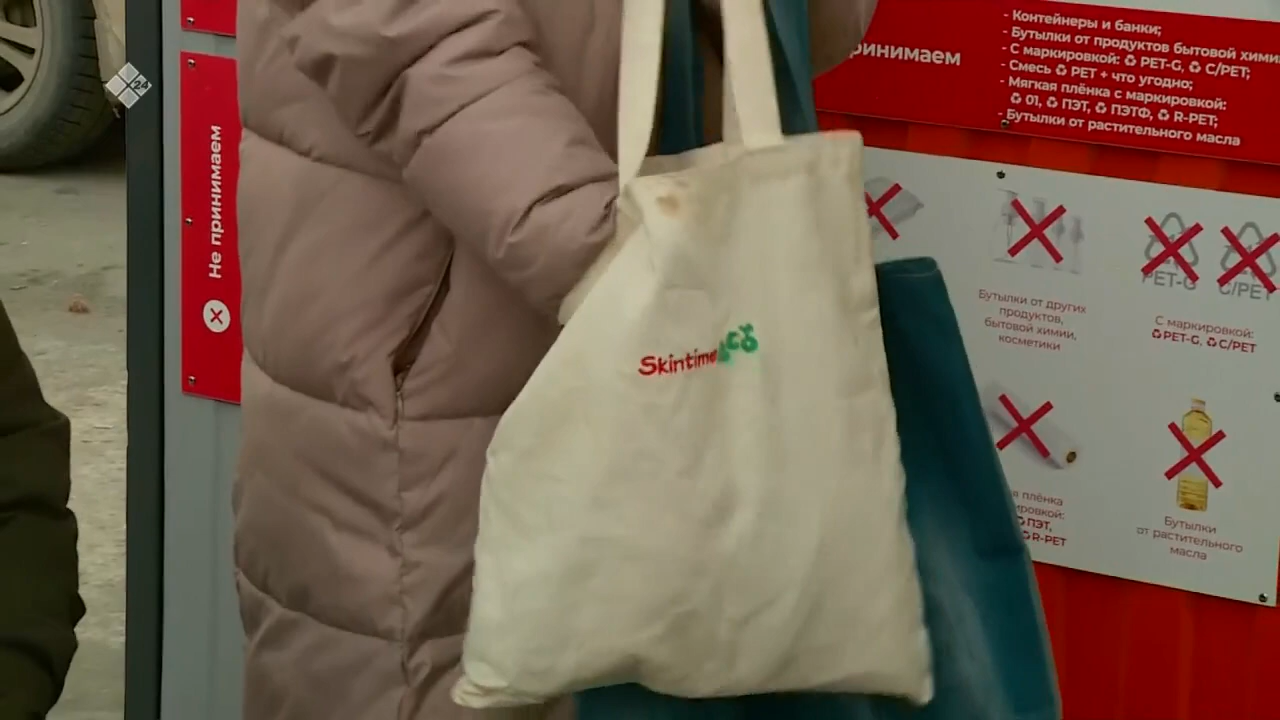 24
Не принимаем
- Контейнеры и банки;
- Бутылки от продуктов бытовой химии
- С маркировкой: ♻ PET-G, ♻ C/PET;
- Смесь ♻ PET + что угодно;
- Мягкая плёнка с маркировкой:
♻ 01, ♻ ПЭТ, ♻ ПЭТФ, ♻ R-PET;
- Бутылки от растительного масла
Skintime
Бутылки от других
продуктов,
бытовой химии,
косметики
PET-G
C/PET
С маркировкой:
♻PET-G, ♻C/PET
плёнка
ПЭТ,
R-PET
Бутылки
от растительного
масла